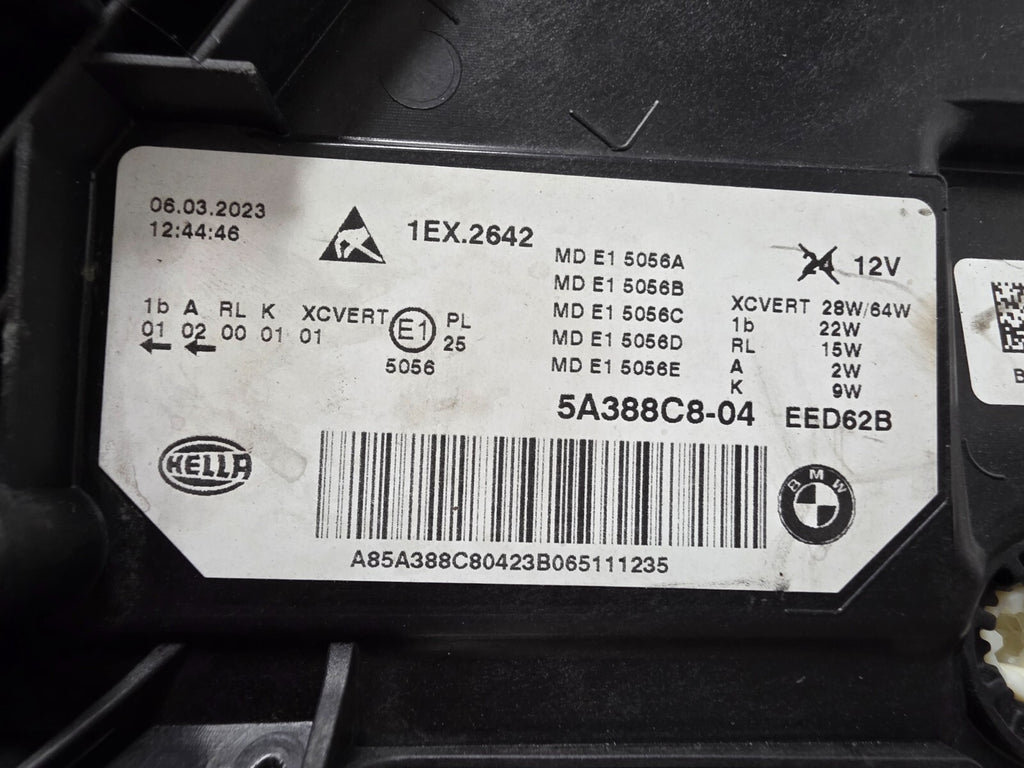 06.03.2023
12:44:46
1EX.2642
MD E1 5056A
MD E1 5056B
MD E1 5056C
MD E1 5056D
MD E1 5056E
24 12V
XCVERT 28W/64W
1b 22W
RL 15W
A 2W
K 9W
1b A RL K XCVERT
01 02 00 01 01
E1
5056
PL
25
5A388C8-04 EED62B
HELLA
BMW
A85A388C80423B065111235
B